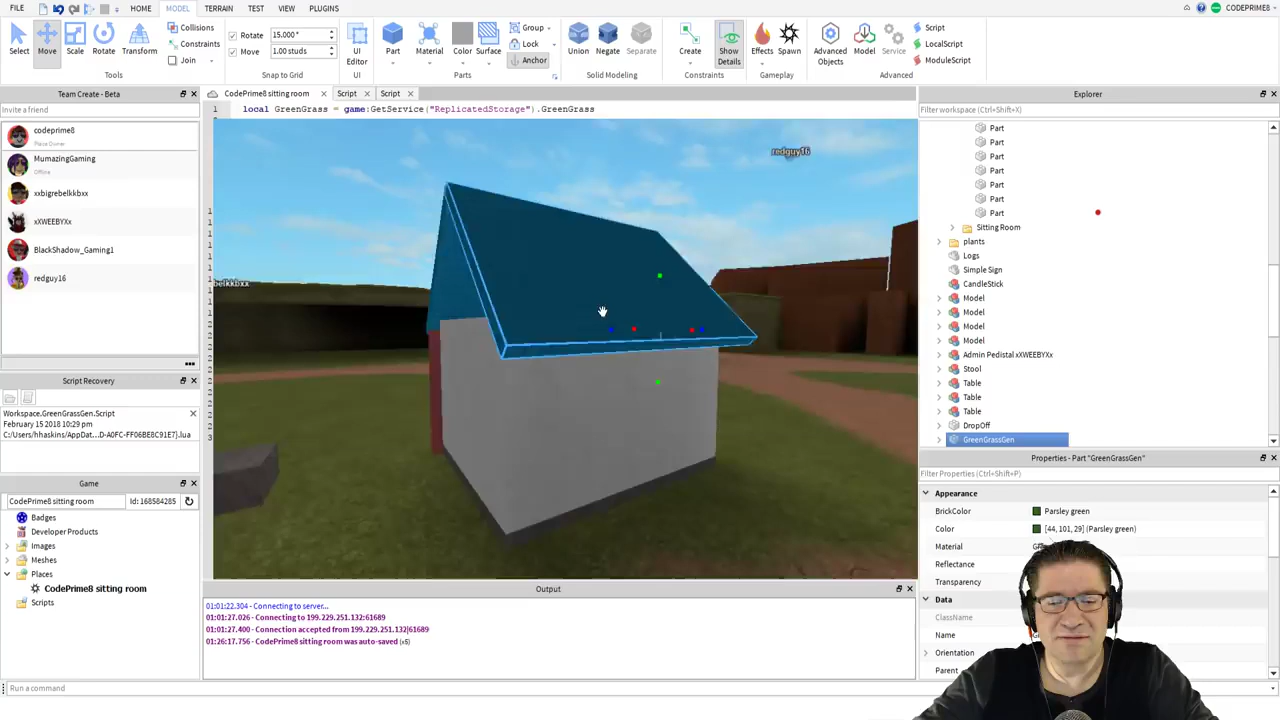 FILE HOME MODEL TERRAIN TEST VIEW PLUGINS CODEPRIME8
Select Move Scale Rotate Transform
Collisions
Constraints
Join
Tools
Rotate 15.000°
Move 1.00 studs
Snap to Grid
UI Editor
UI
Part Material Color Surface
Group
Lock
Anchor
Parts
Union Negate Separate
Solid Modeling
Create Show Details
Constraints
Effects Spawn
Gameplay
Advanced Objects Model Service
Script
LocalScript
ModuleScript
Advanced
Team Create - Beta
Invite a friend
codeprime8
Place Owner
MumazingGaming
Offline
xxbigrebelkkbxx
xXWEEBYXx
BlackShadow_Gaming1
redguy16
Script Recovery
Workspace.GreenGrassGen.Script
February 15 2018 10:29 pm
C:/Users/hhaskins/AppDat...D-A0FC-FF06BE8C91E7}.lua
Game
CodePrime8 sitting room Id: 168584285
Badges
Developer Products
Images
Meshes
Places
CodePrime8 sitting room
Scripts
CodePrime8 sitting room Script Script
1 local GreenGrass = game:GetService("ReplicatedStorage").GreenGrass
redguy16
belkkbxx
Output
01:01:22.304 - Connecting to server...
01:01:27.026 - Connecting to 199.229.251.132:61689
01:01:27.400 - Connection accepted from 199.229.251.132|61689
01:26:17.756 - CodePrime8 sitting room was auto-saved (x5)
Run a command
Explorer
Filter workspace (Ctrl+Shift+X)
Part
Part
Part
Part
Part
Part
Part
Sitting Room
plants
Logs
Simple Sign
CandleStick
Model
Model
Model
Model
Admin Pedistal xXWEEBYXx
Stool
Table
Table
Table
DropOff
GreenGrassGen
Properties - Part "GreenGrassGen"
Filter Properties (Ctrl+Shift+P)
Appearance
BrickColor Parsley green
Color [44, 101, 29] (Parsley green)
Material
Reflectance
Transparency
Data
ClassName
Name
Orientation
Parent